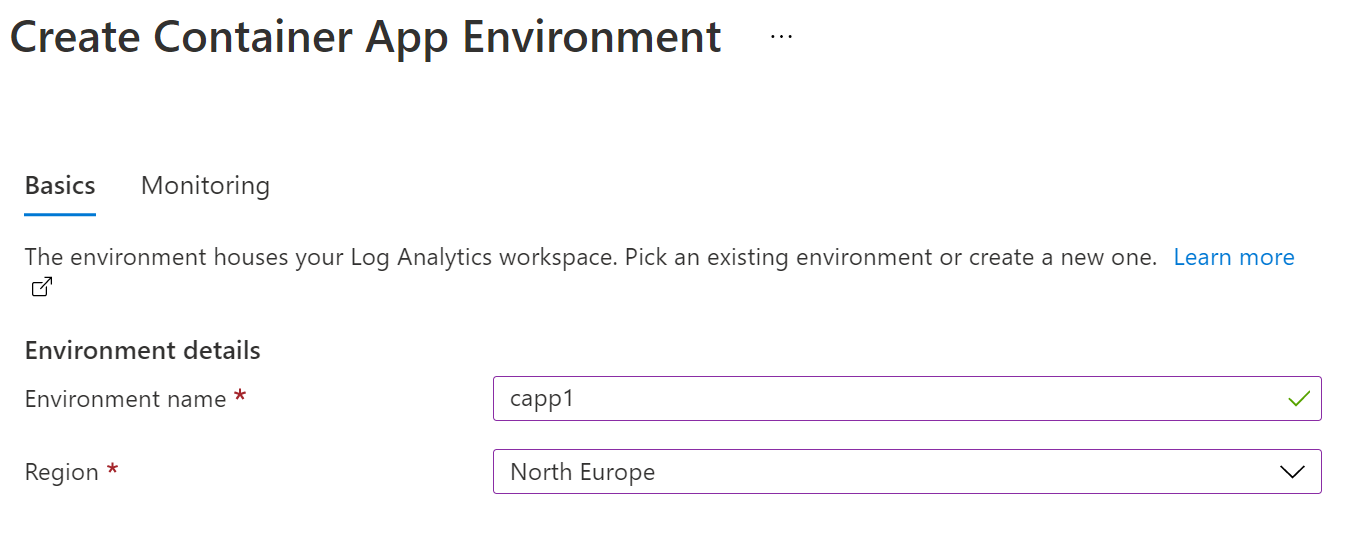 Create Container App Environment ...
Basics Monitoring
The environment houses your Log Analytics workspace. Pick an existing environment or create a new one. Learn more
Environment details
Environment name * capp1
Region * North Europe